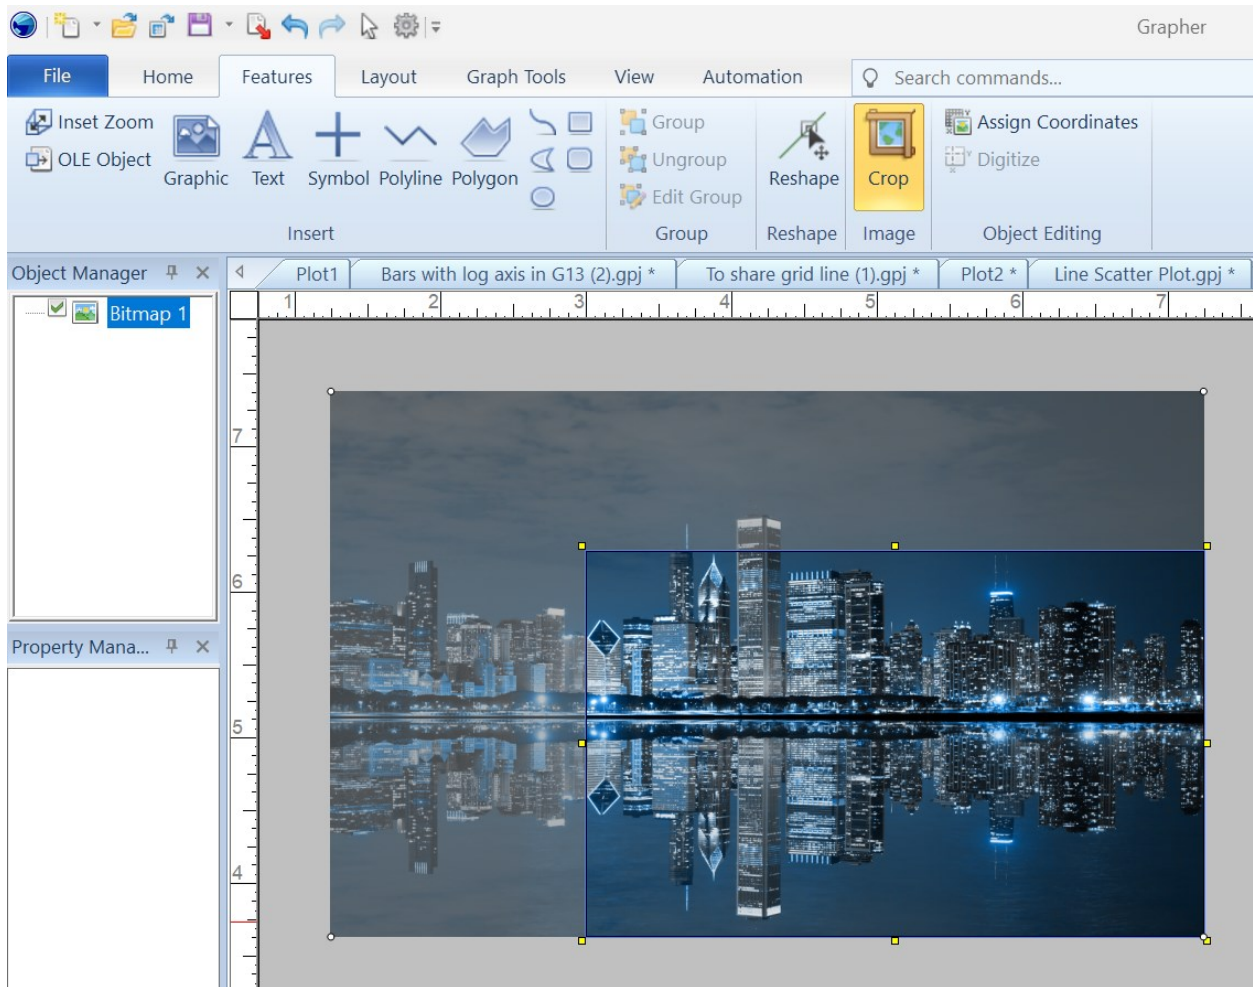 Grapher
File Home Features Layout Graph Tools View Automation Search commands...
Inset Zoom
OLE Object
Graphic Text Symbol Polyline Polygon
Group
Ungroup
Edit Group
Reshape
Crop
Assign Coordinates
Digitize
Insert Group Reshape Image Object Editing
Object Manager
Plot1 Bars with log axis in G13 (2).gpj * To share grid line (1).gpj * Plot2 * Line Scatter Plot.gpj *
1 2 3 4 5 6 7
Bitmap 1
7
6
Property Mana...
5
4